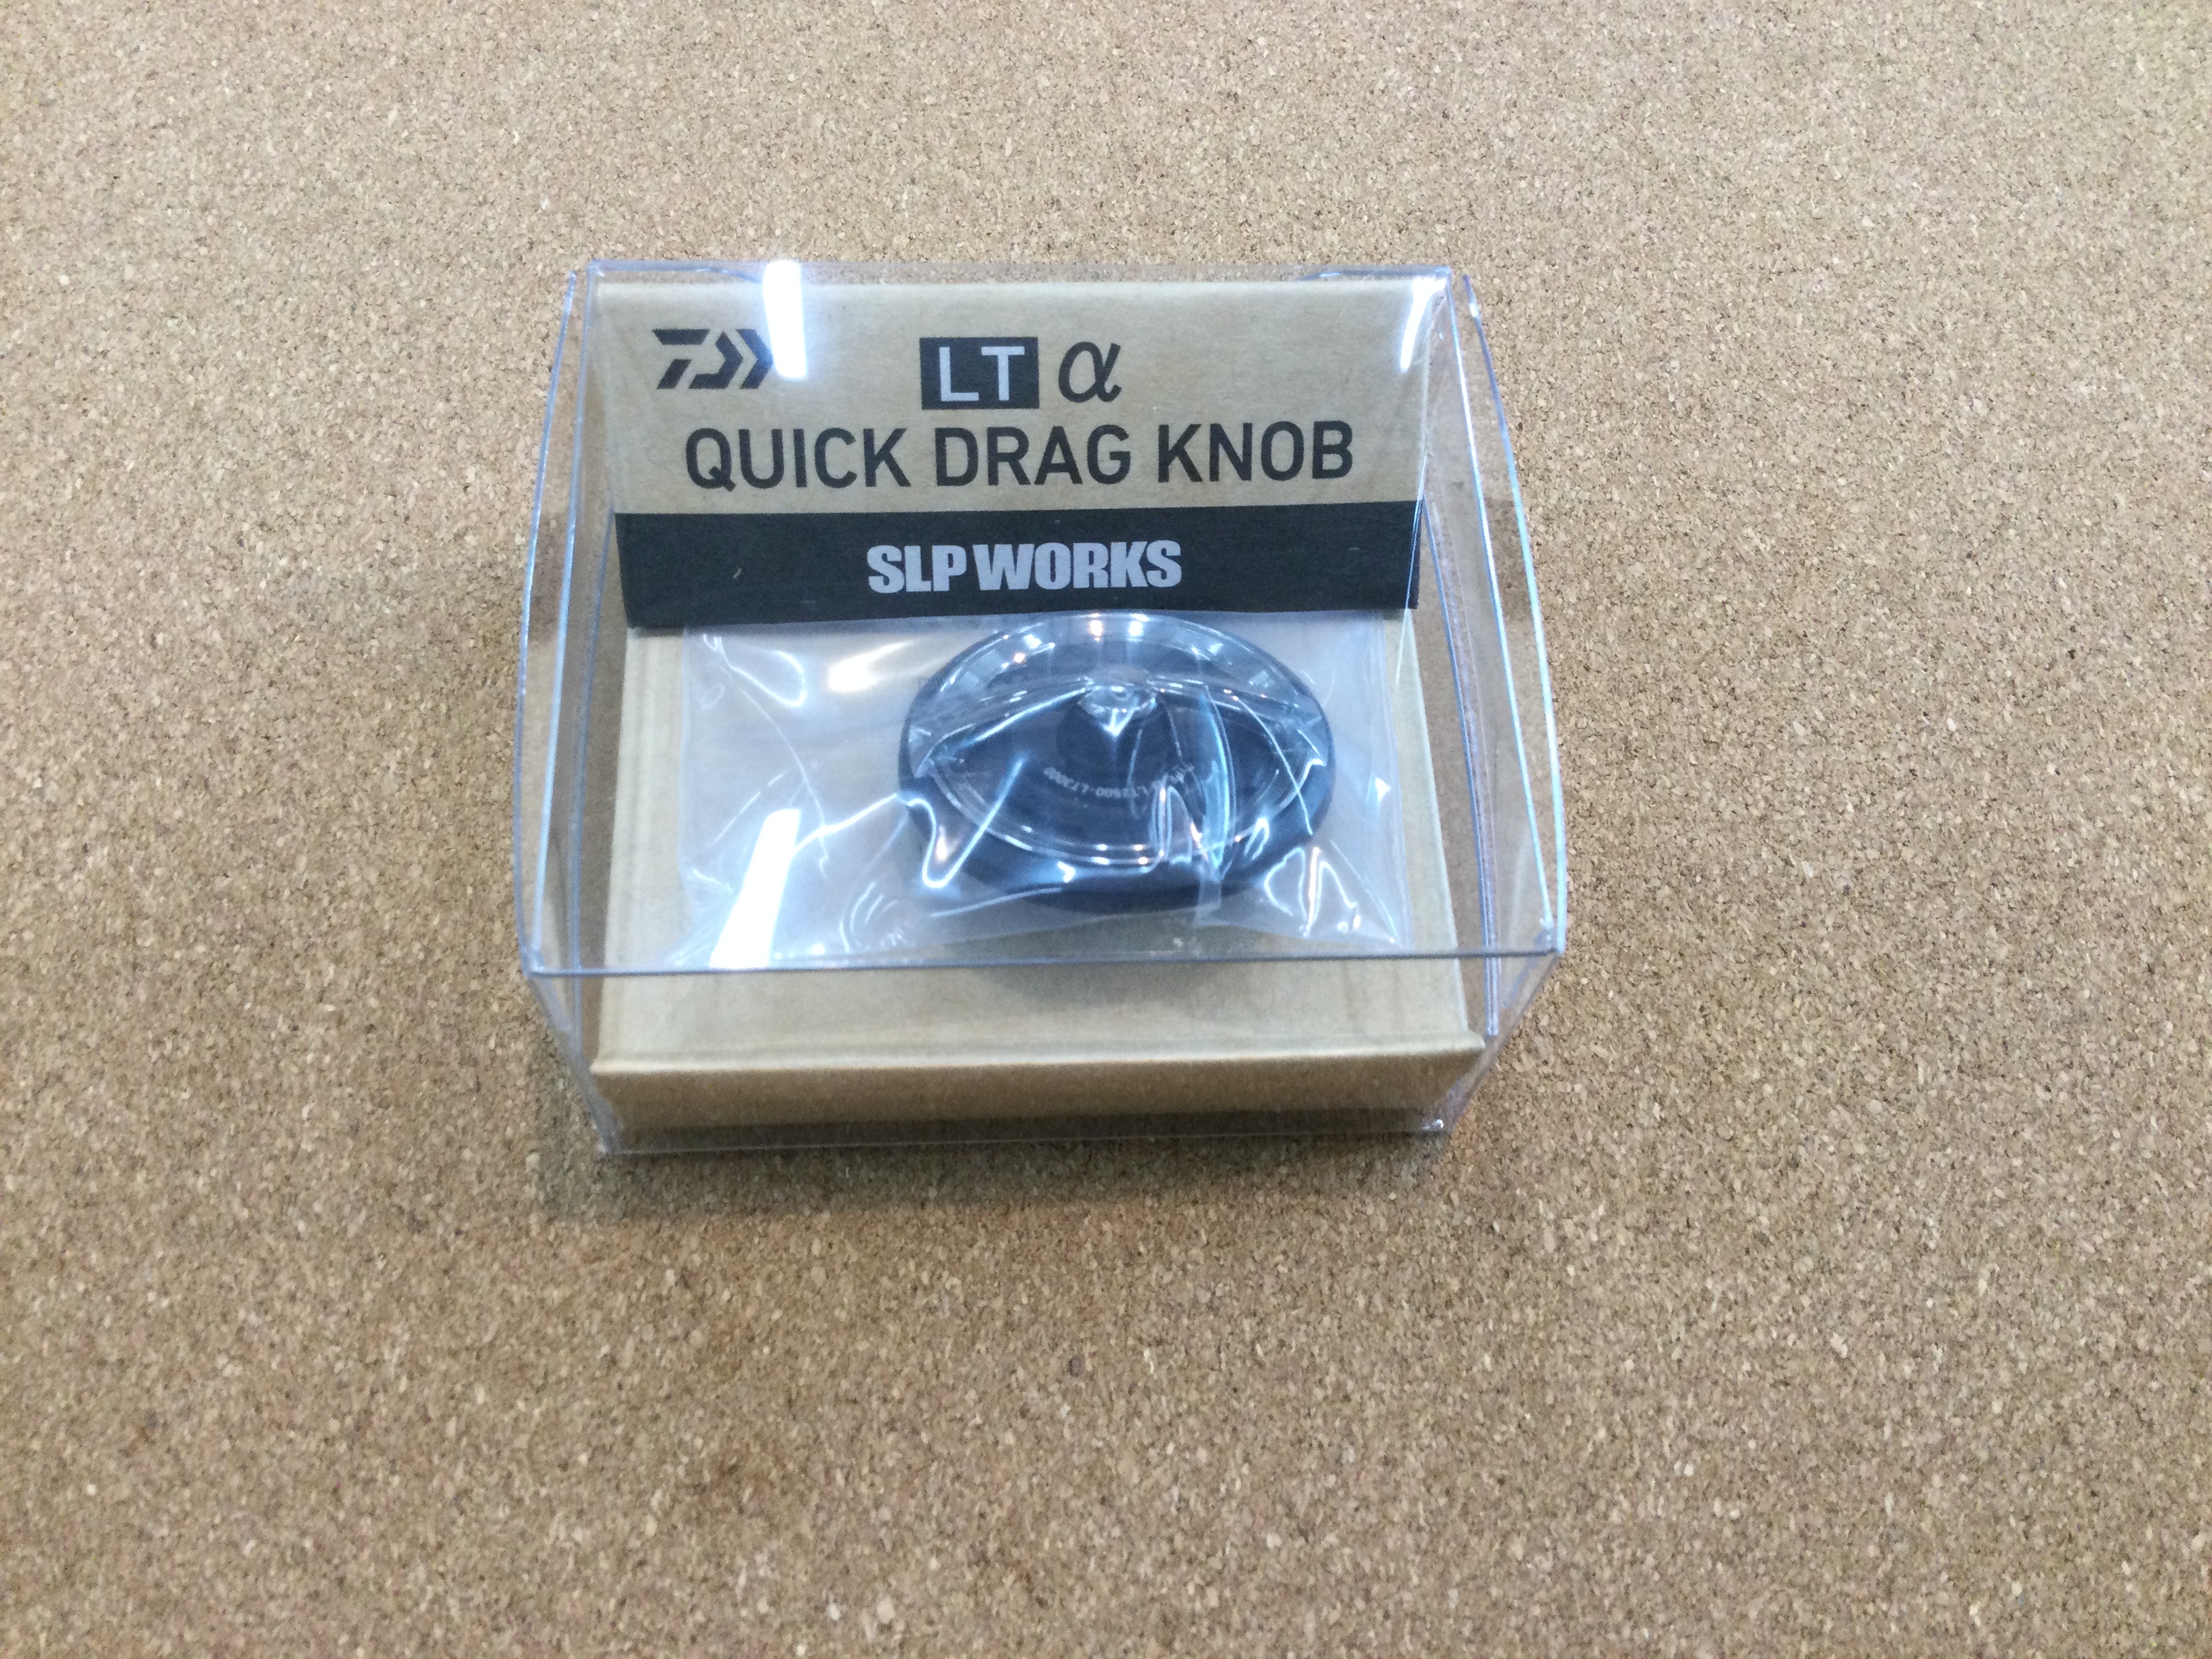 LT α
QUICK DRAG KNOB
SLP WORKS